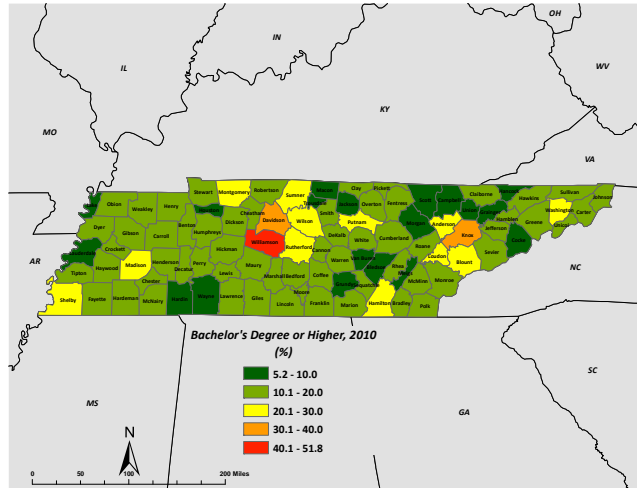 OH
IN
IL
WV
MO
KY
VA
Stewart
Montgomery
Robertson
Sumner
Macon
Clay
Pickett
Scott
Campbell
Claiborne
Hancock
Hawkins
Sullivan
Johnson
Lake
Obion
Weakley
Henry
Houston
Cheatham
Trousdale
Jackson
Overton
Fentress
Union
Grainger
Hamblen
Washington
Carter
Unicoi
Dyer
Gibson
Carroll
Benton
Humphreys
Dickson
Davidson
Wilson
Smith
Putnam
Morgan
Anderson
Knox
Jefferson
Greene
Cocke
Lauderdale
Crockett
Hickman
Williamson
Rutherford
Cannon
DeKalb
White
Cumberland
Roane
Loudon
Blount
Sevier
AR
Tipton
Haywood
Madison
Henderson
Decatur
Perry
Lewis
Maury
Marshall
Bedford
Coffee
Warren
Van Buren
Bledsoe
Rhea
Meigs
McMinn
Monroe
NC
Chester
Moore
Grundy
Sequatchie
Shelby
Fayette
Hardeman
McNairy
Hardin
Wayne
Lawrence
Giles
Lincoln
Franklin
Marion
Hamilton
Bradley
Polk
Bachelor's Degree or Higher, 2010
(%)
5.2 - 10.0
10.1 - 20.0
20.1 - 30.0
30.1 - 40.0
40.1 - 51.8
SC
MS
GA
N
0
50
100
200 Miles